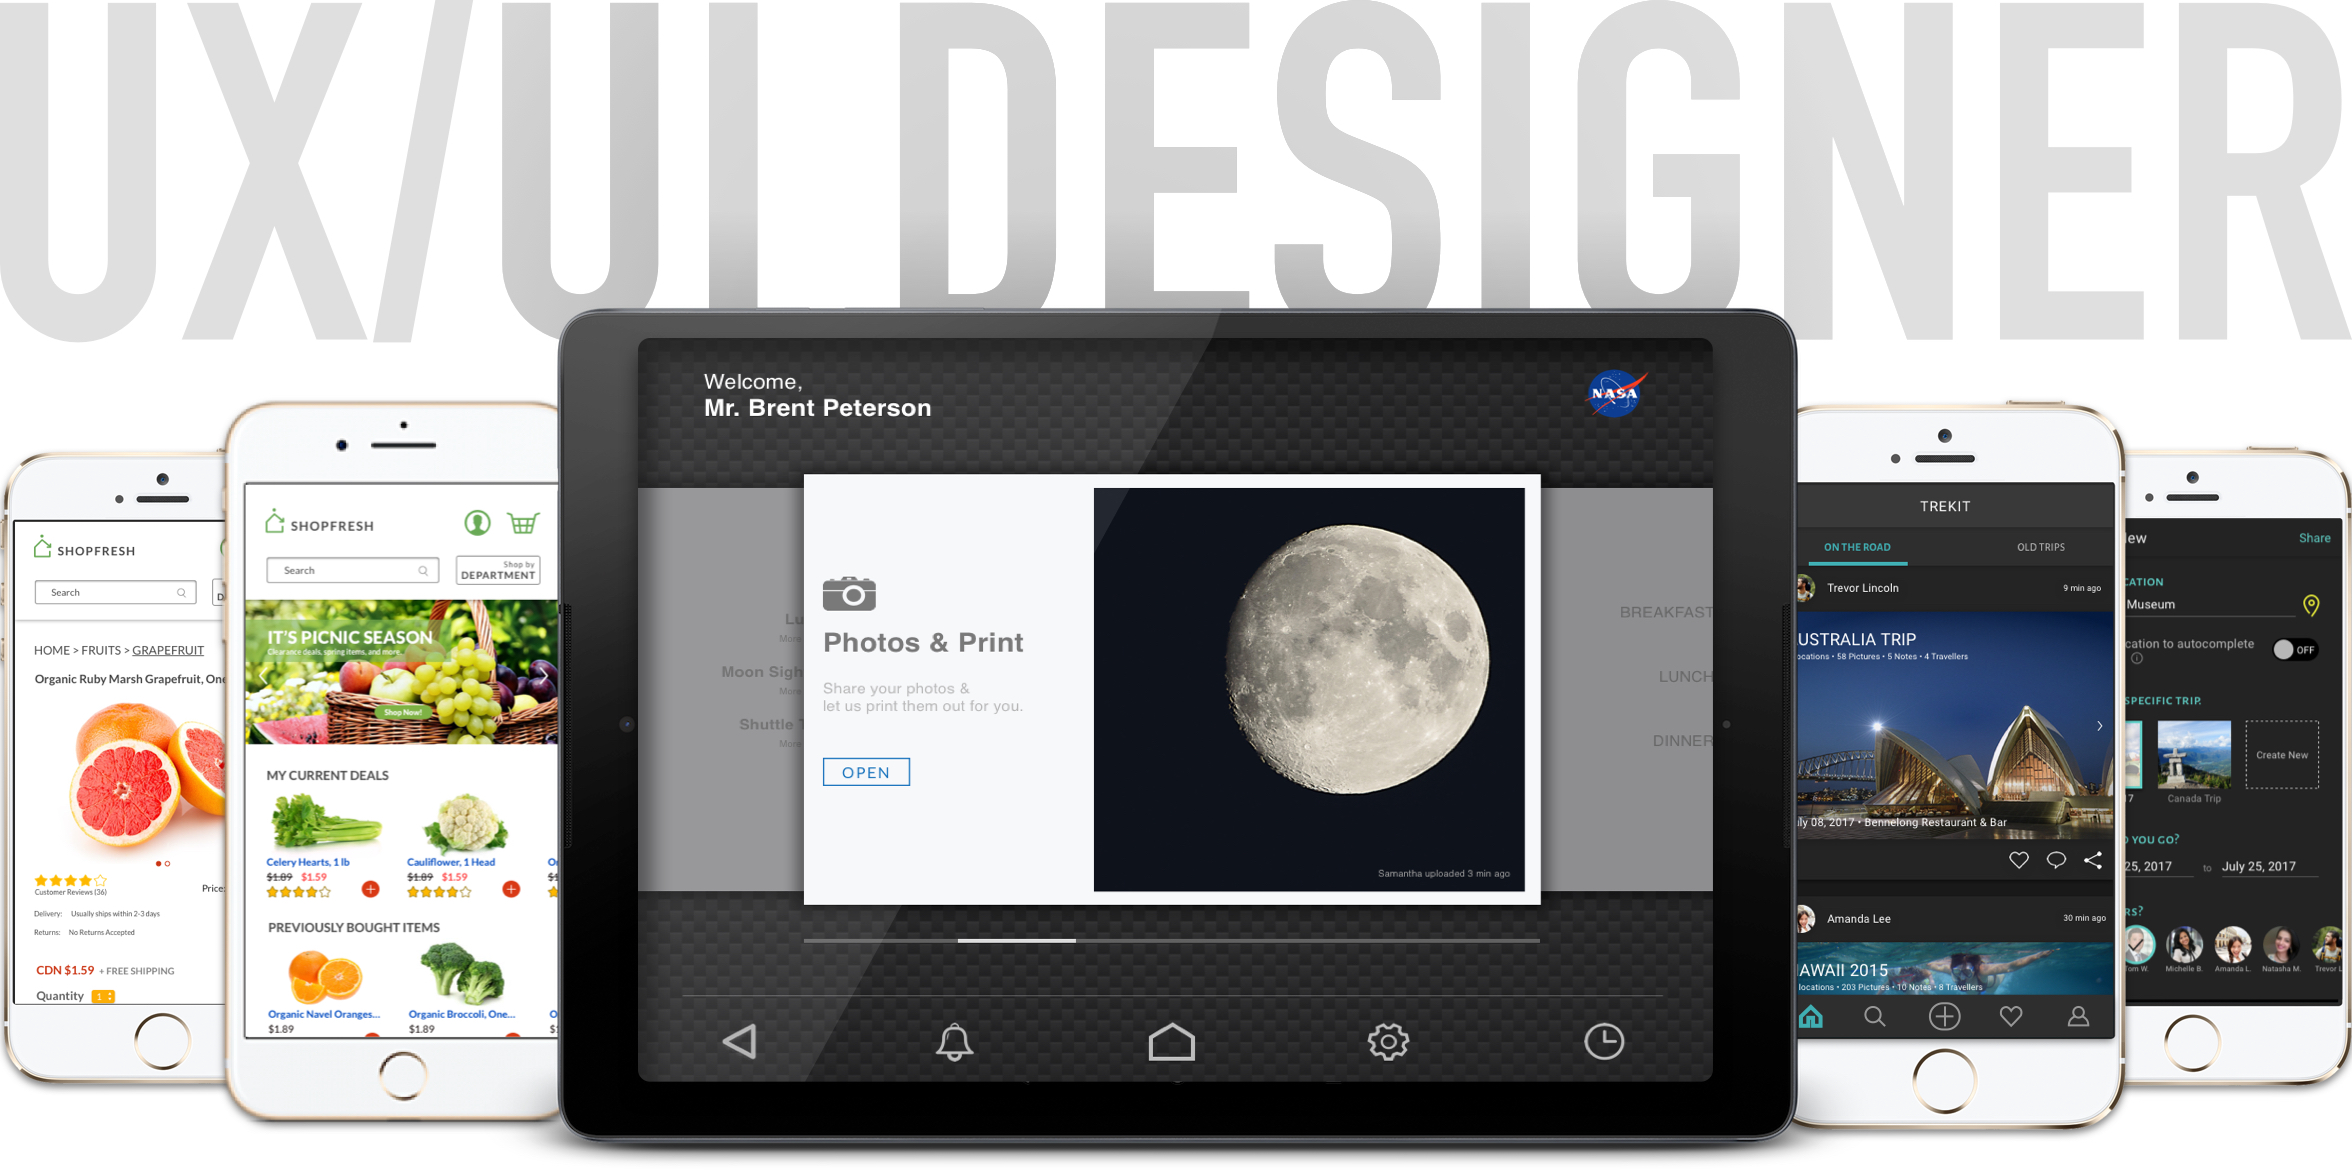 UX/UI DESIGNER
SHOPFRESH
Search
HOME > FRUITS > GRAPEFRUIT
Organic Ruby Marsh Grapefruit, One
Customer Reviews (36)
Price:
Delivery: Usually ships within 2-3 days
Returns: No Returns Accepted
CDN $1.59 + FREE SHIPPING
Quantity 1
SHOPFRESH
Search
Shop by
DEPARTMENT
IT'S PICNIC SEASON
Clearance deals, spring items, and more.
Shop Now!
MY CURRENT DEALS
Celery Hearts, 1 lb
$1.89 $1.59
Cauliflower, 1 Head
$1.89 $1.59
PREVIOUSLY BOUGHT ITEMS
Organic Navel Oranges...
$1.89
Organic Broccoli, One...
$1.89
Welcome,
Mr. Brent Peterson
NASA
Lu
More
Moon Sigh
More
Shuttle T
More
Photos & Print
Share your photos &
let us print them out for you.
OPEN
Samantha uploaded 3 min ago
BREAKFAST
LUNCH
DINNER
TREKIT
ON THE ROAD
OLD TRIPS
Trevor Lincoln
9 min ago
USTRALIA TRIP
ocations • 58 Pictures • 5 Notes • 4 Travellers
ly 08, 2017 • Bennelong Restaurant & Bar
Amanda Lee
30 min ago
AWAII 2015
locations • 203 Pictures • 10 Notes • 8 Travellers
ew
Share
CATION
Museum
cation to autocomplete
OFF
SPECIFIC TRIP.
7
Canada Trip
Create New
YOU GO?
25, 2017 to July 25, 2017
RS?
Tom W.
Michelle B.
Amanda L.
Natasha M.
Trevor L